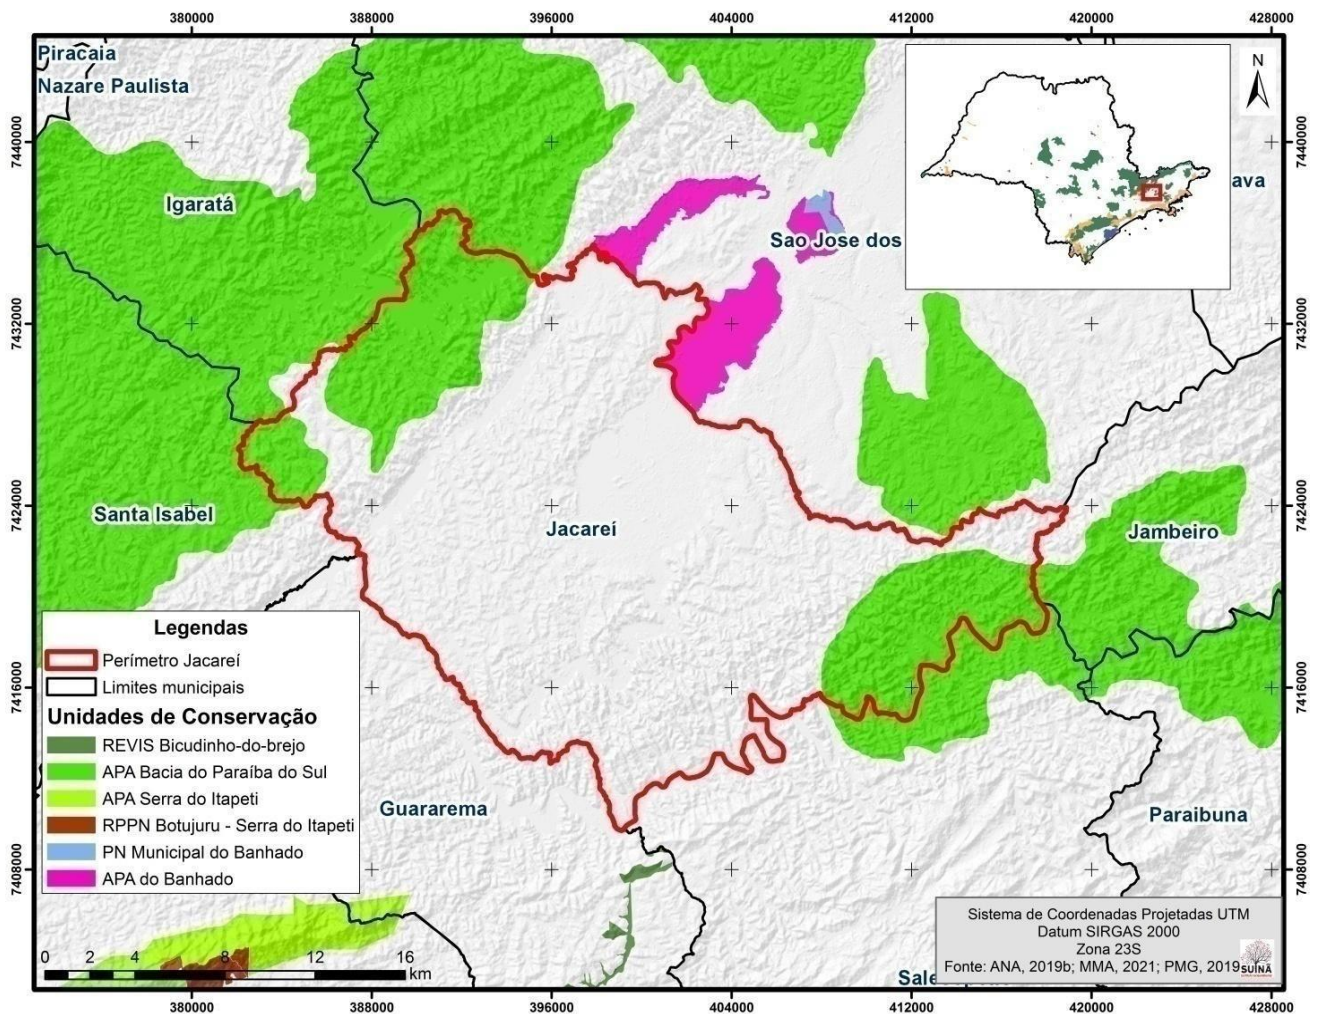 380000 388000 396000 404000 412000 420000 428000
Piracaia
Nazare Paulista
N
7440000
7440000
Igaratá
ava
Sao Jose dos
7432000
7432000
7424000
7424000
Santa Isabel
Jacareí
Jambeiro
7416000
7416000
Legendas
Perímetro Jacareí
Limites municipais
Unidades de Conservação
REVIS Bicudinho-do-brejo
APA Bacia do Paraíba do Sul
APA Serra do Itapeti
RPPN Botujuru - Serra do Itapeti
PN Municipal do Banhado
APA do Banhado
Guararema
Paraibuna
7408000
7408000
Sistema de Coordenadas Projetadas UTM
Datum SIRGAS 2000
Zona 23S
Fonte: ANA, 2019b; MMA, 2021; PMG, 2019
SUINÃ
0 2 4 8 12 16
km
380000 388000 396000 404000 412000 420000 428000